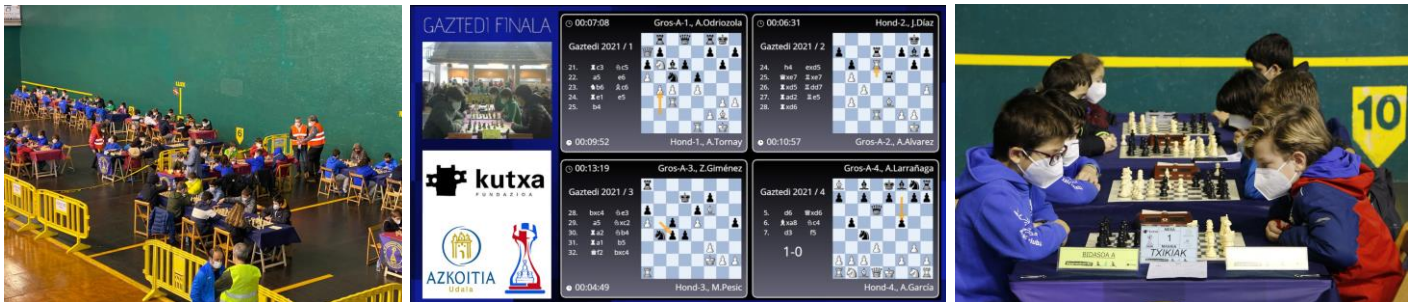 GAZTEDI FINALA
kutxa
FUNDAZIOA
AZKOITIA
Udala
00:07:08 Gros-A-1., A.Odriozola
Gaztedi 2021 / 1
21. ♜c3 ♘c5
22. a5 e6
23. ♞b6 ♗c6
24. ♜e1 e5
25. b4
00:09:52 Hond-1., A.Tornay
00:06:31 Hond-2., J.Díaz
Gaztedi 2021 / 2
24. h4 exd5
25. ♛xe7 ♖xe7
26. ♜xd5 ♖dd7
27. ♜ad2 ♖e5
28. ♜xd6
00:10:57 Gros-A-2., A.Alvarez
00:13:19 Gros-A-3., Z.Giménez
Gaztedi 2021 / 3
28. bxc4 ♘e3
29. a5 ♘xc2
30. ♜a2 ♘b4
31. ♜a1 b5
32. ♛f2 bxc4
00:04:49 Hond-3., M.Pesic
Gros-A-4., A.Larrañaga
Gaztedi 2021 / 4
5. d6 ♕xd6
6. ♝xa8 ♘c4
7. d3 f5
1-0
Hond-4., A.García
6
10
BIDASOA A
MESA
1
MAHAIA
TXIKIAK